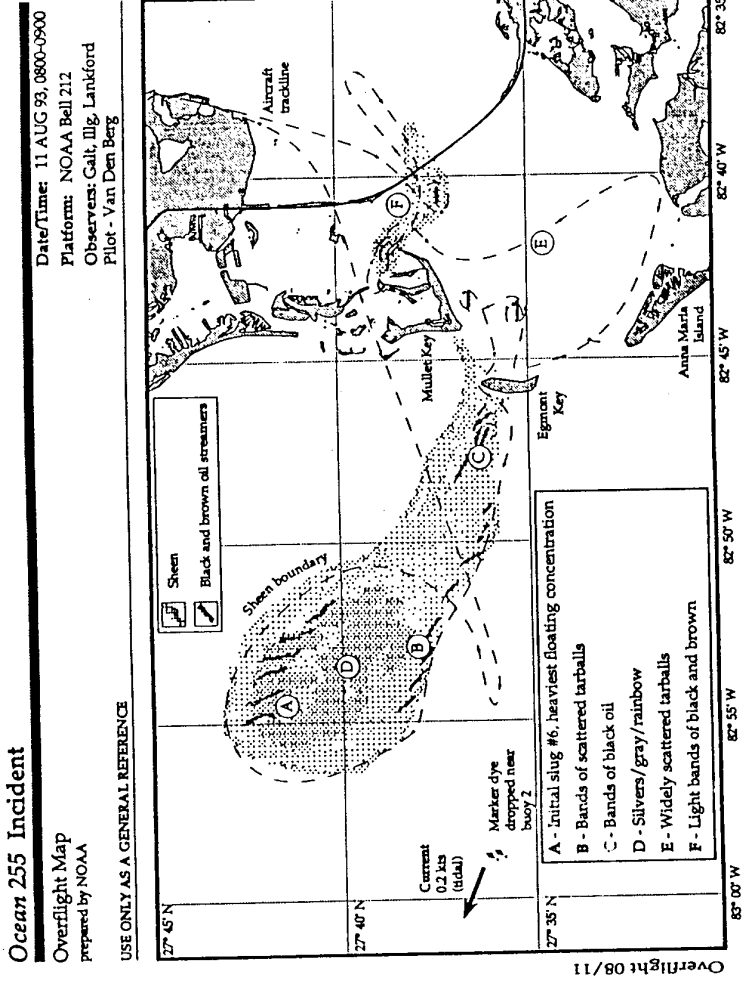 Ocean 255 Incident
Overflight Map
prepared by NOAA
USE ONLY AS A GENERAL REFERENCE
Date/Time: 11 AUG 93, 0800-0900
Platform: NOAA Bell 212
Observers: Galt, Illg, Lankford
Pilot - Van Den Berg
27° 45' N
27° 40' N
27° 35' N
Sheen
Black and brown oil streamers
Sheen boundary
Aircraft
trackline
Mullet Key
Egmont
Key
Anna Maria
Island
A
B
C
D
E
F
Current
0.2 kts
(tidal)
Marker dye
dropped near
buoy 2
A - Initial slug #6, heaviest floating concentration
B - Bands of scattered tarballs
C - Bands of black oil
D - Silvers/gray/rainbow
E - Widely scattered tarballs
F - Light bands of black and brown
83° 00' W
82° 55' W
82° 50' W
82° 45' W
82° 40' W
82° 35'
Overflight 08/11